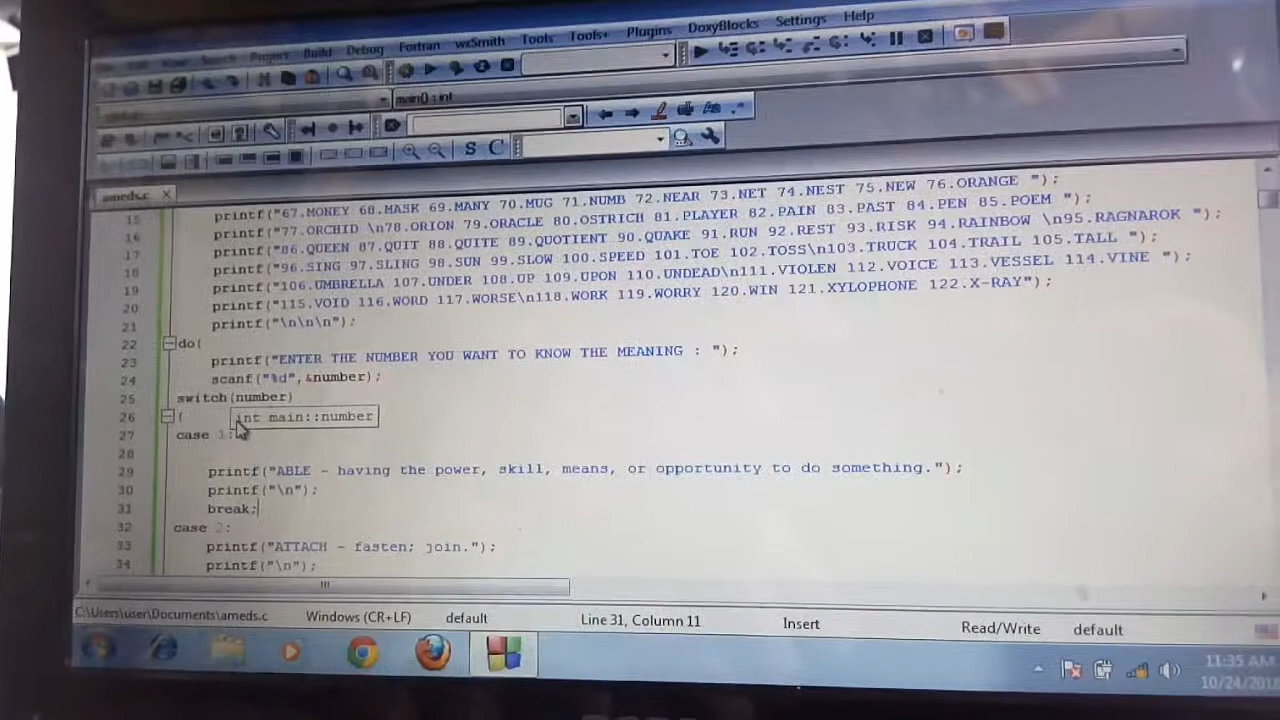 Search Project Build Debug Fortran wxSmith Tools Tools+ Plugins DoxyBlocks Settings Help
main() : int
S C
ameds.c
15 printf("67.MONEY 68.MASK 69.MANY 70.MUG 71.NUMB 72.NEAR 73.NET 74.NEST 75.NEW 76.ORANGE ");
16 printf("77.ORCHID \n78.ORION 79.ORACLE 80.OSTRICH 81.PLAYER 82.PAIN 83.PAST 84.PEN 85.POEM ");
17 printf("86.QUEEN 87.QUIT 88.QUITE 89.QUOTIENT 90.QUAKE 91.RUN 92.REST 93.RISK 94.RAINBOW \n95.RAGNAROK ");
18 printf("96.SING 97.SLING 98.SUN 99.SLOW 100.SPEED 101.TOE 102.TOSS\n103.TRUCK 104.TRAIL 105.TALL ");
19 printf("106.UMBRELLA 107.UNDER 108.UP 109.UPON 110.UNDEAD\n111.VIOLEN 112.VOICE 113.VESSEL 114.VINE ");
20 printf("115.VOID 116.WORD 117.WORSE\n118.WORK 119.WORRY 120.WIN 121.XYLOPHONE 122.X-RAY");
21 printf("\n\n\n");
22 do{
23 printf("ENTER THE NUMBER YOU WANT TO KNOW THE MEANING : ");
24 scanf("%d",&number);
25 switch(number)
26 { int main::number
27 case 1:
28
29 printf("ABLE - having the power, skill, means, or opportunity to do something.");
30 printf("\n");
31 break;
32 case 2:
33 printf("ATTACH - fasten; join.");
34 printf("\n");
C:\Users\user\Documents\ameds.c Windows (CR+LF) default Line 31, Column 11 Insert Read/Write default
11:35 AM
10/24/201